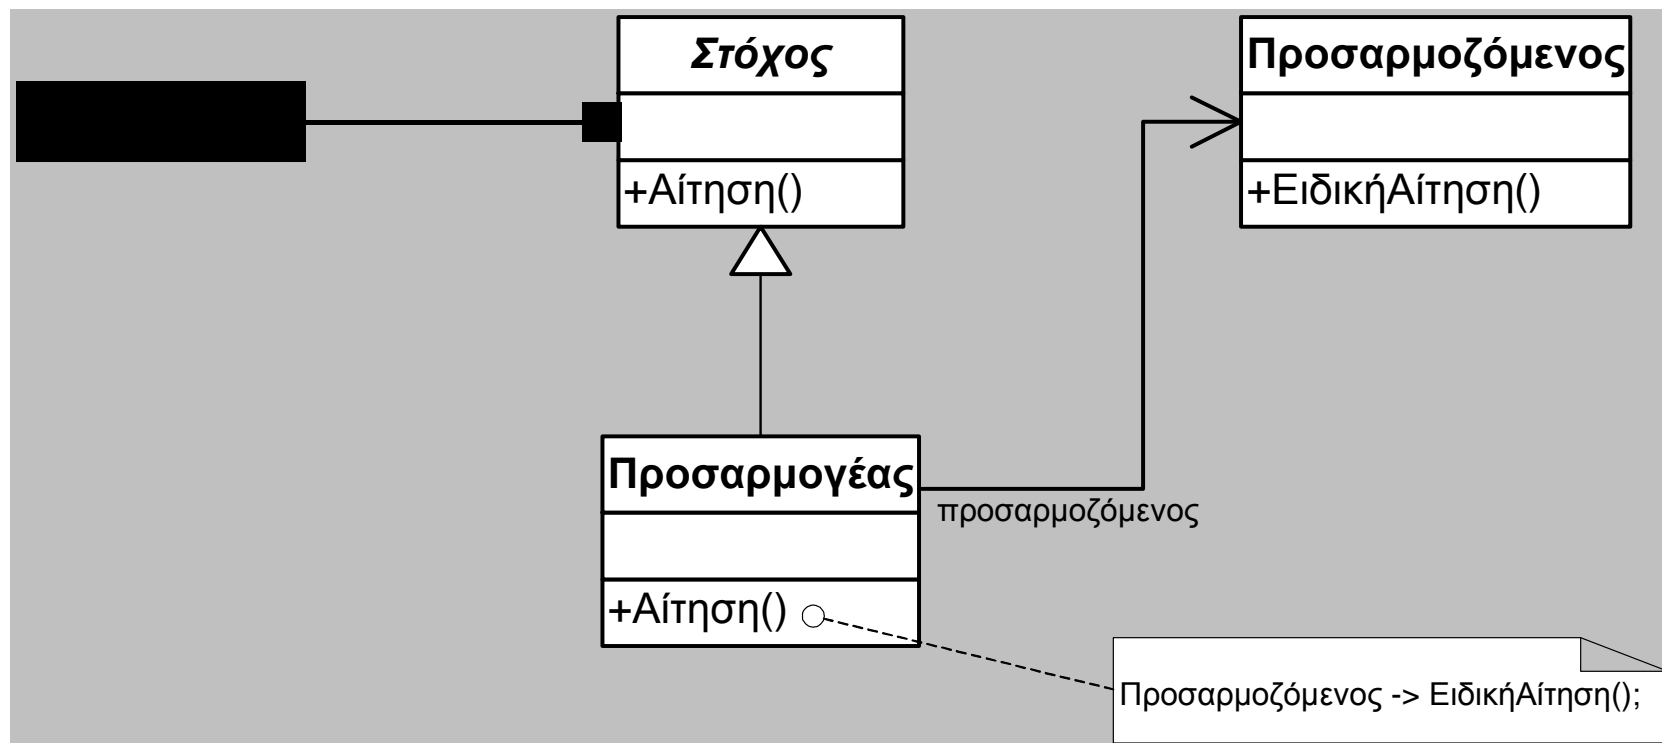 Στόχος
+Αίτηση()
Προσαρμοζόμενος
+ΕιδικήΑίτηση()
Προσαρμογέας
+Αίτηση()
προσαρμοζόμενος
Προσαρμοζόμενος -> ΕιδικήΑίτηση();